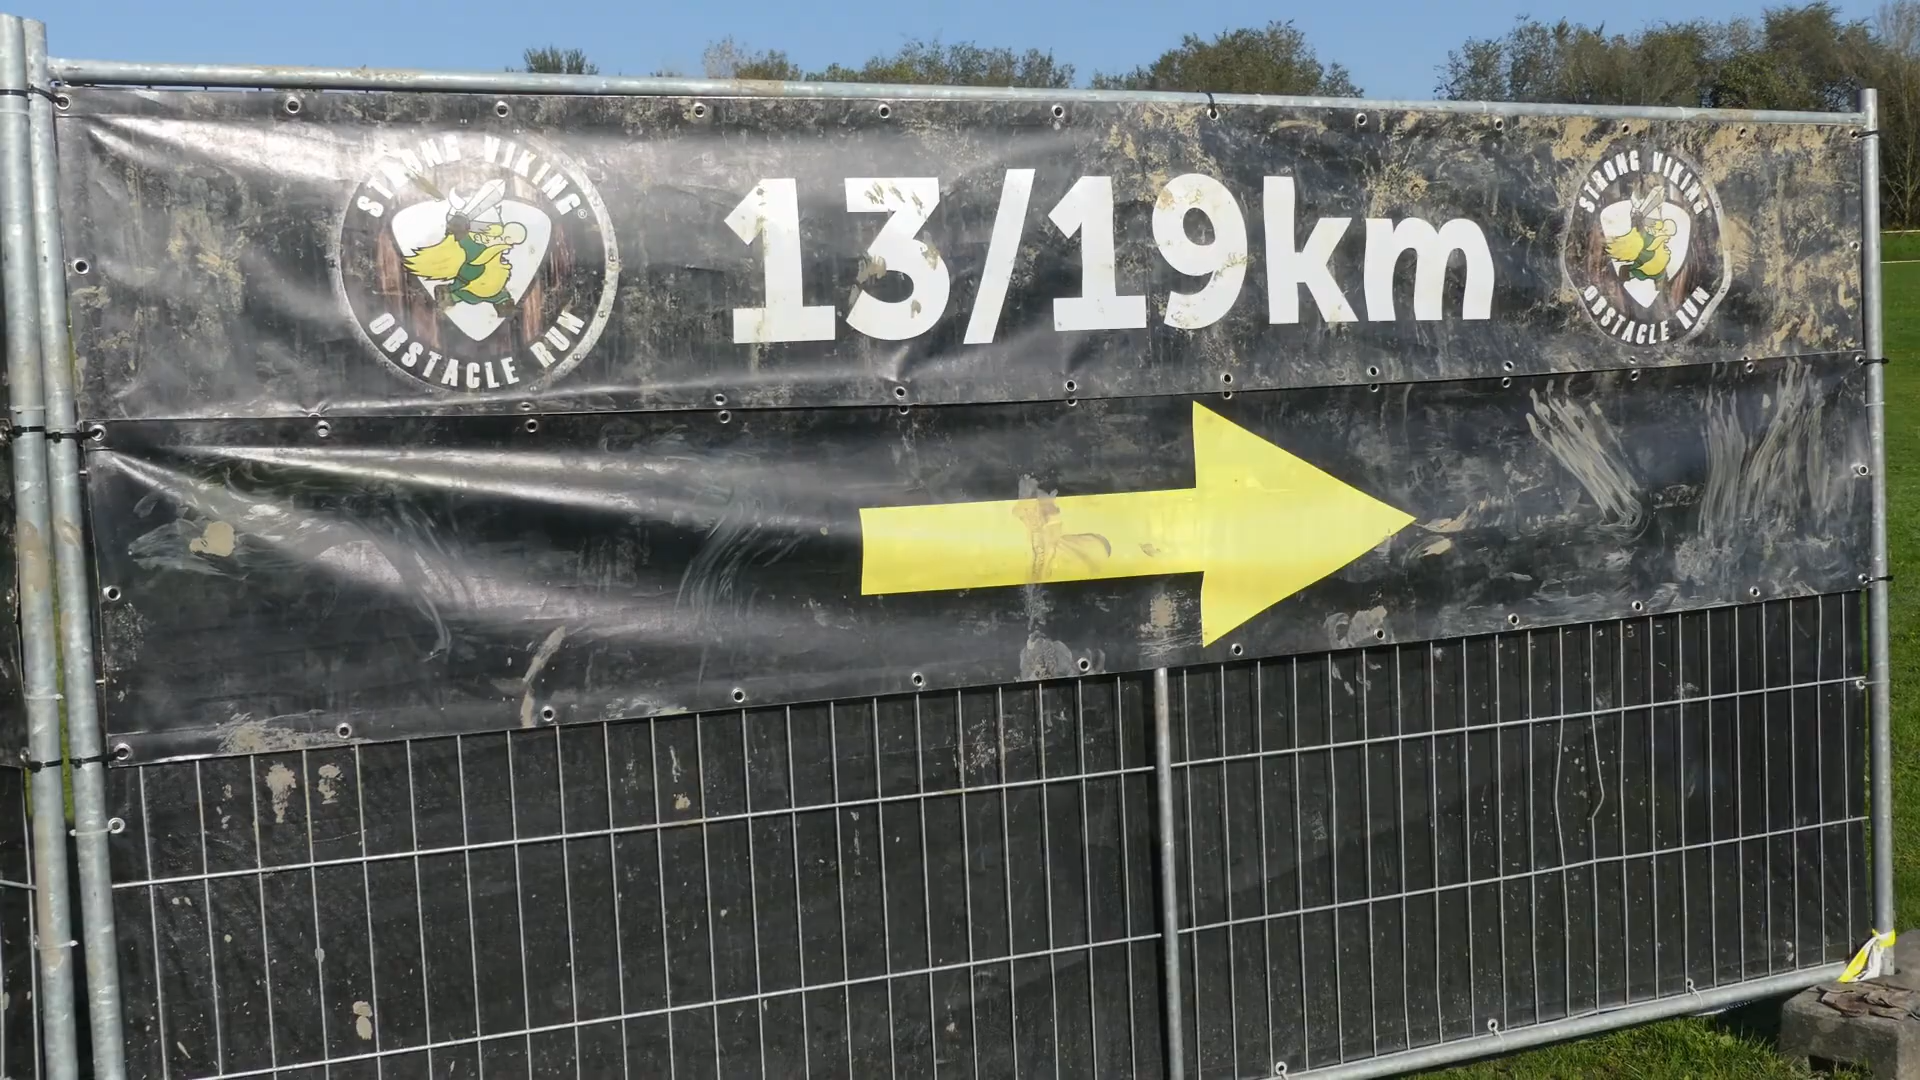 STRONG VIKING®
OBSTACLE RUN
13/19km
STRONG VIKING
OBSTACLE RUN